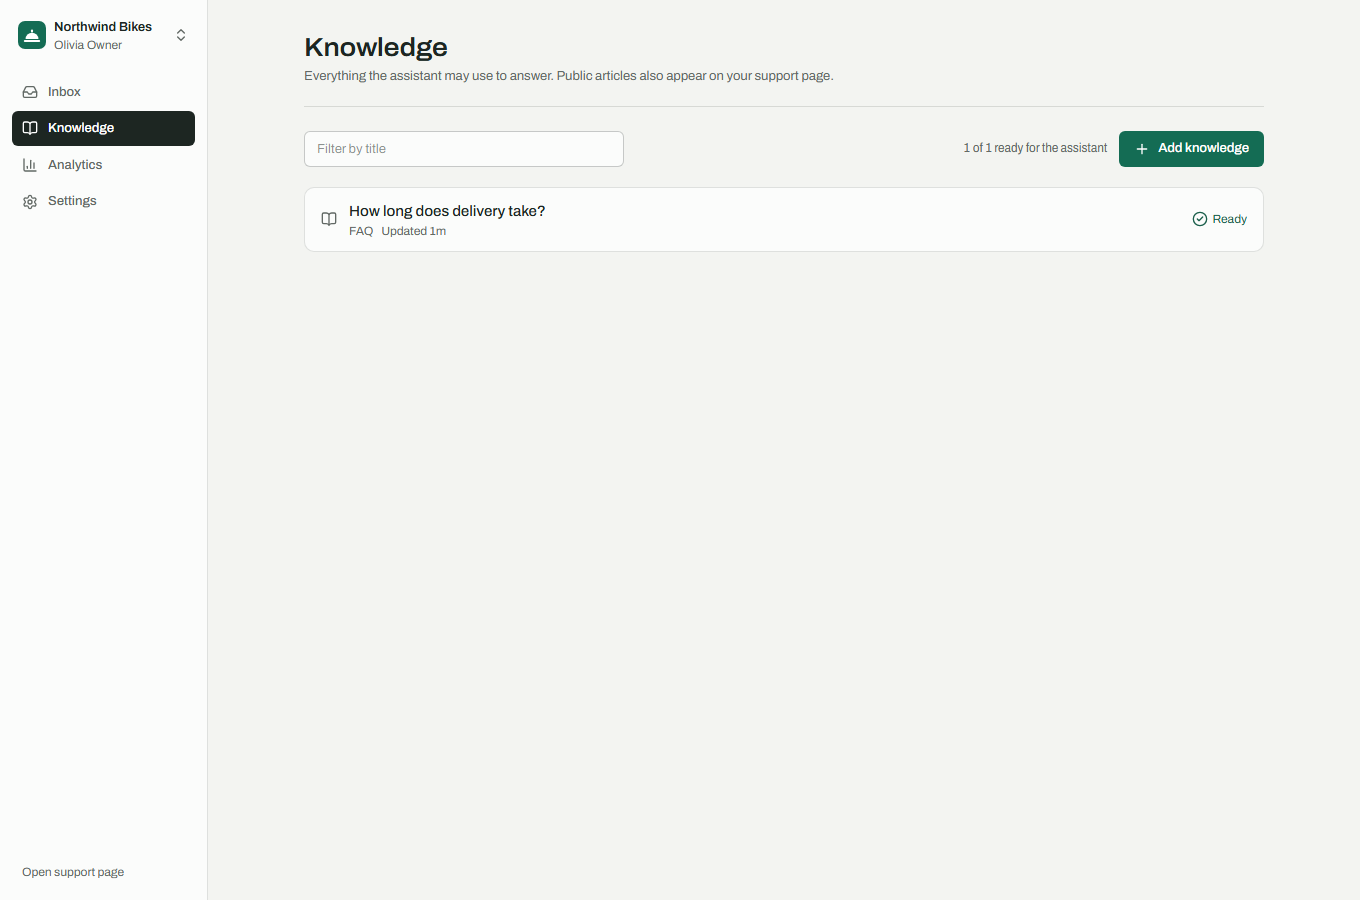 Northwind Bikes
Olivia Owner
Inbox
Knowledge
Analytics
Settings
Open support page
Knowledge
Everything the assistant may use to answer. Public articles also appear on your support page.
Filter by title
1 of 1 ready for the assistant
Add knowledge
How long does delivery take?
FAQ Updated 1m
Ready